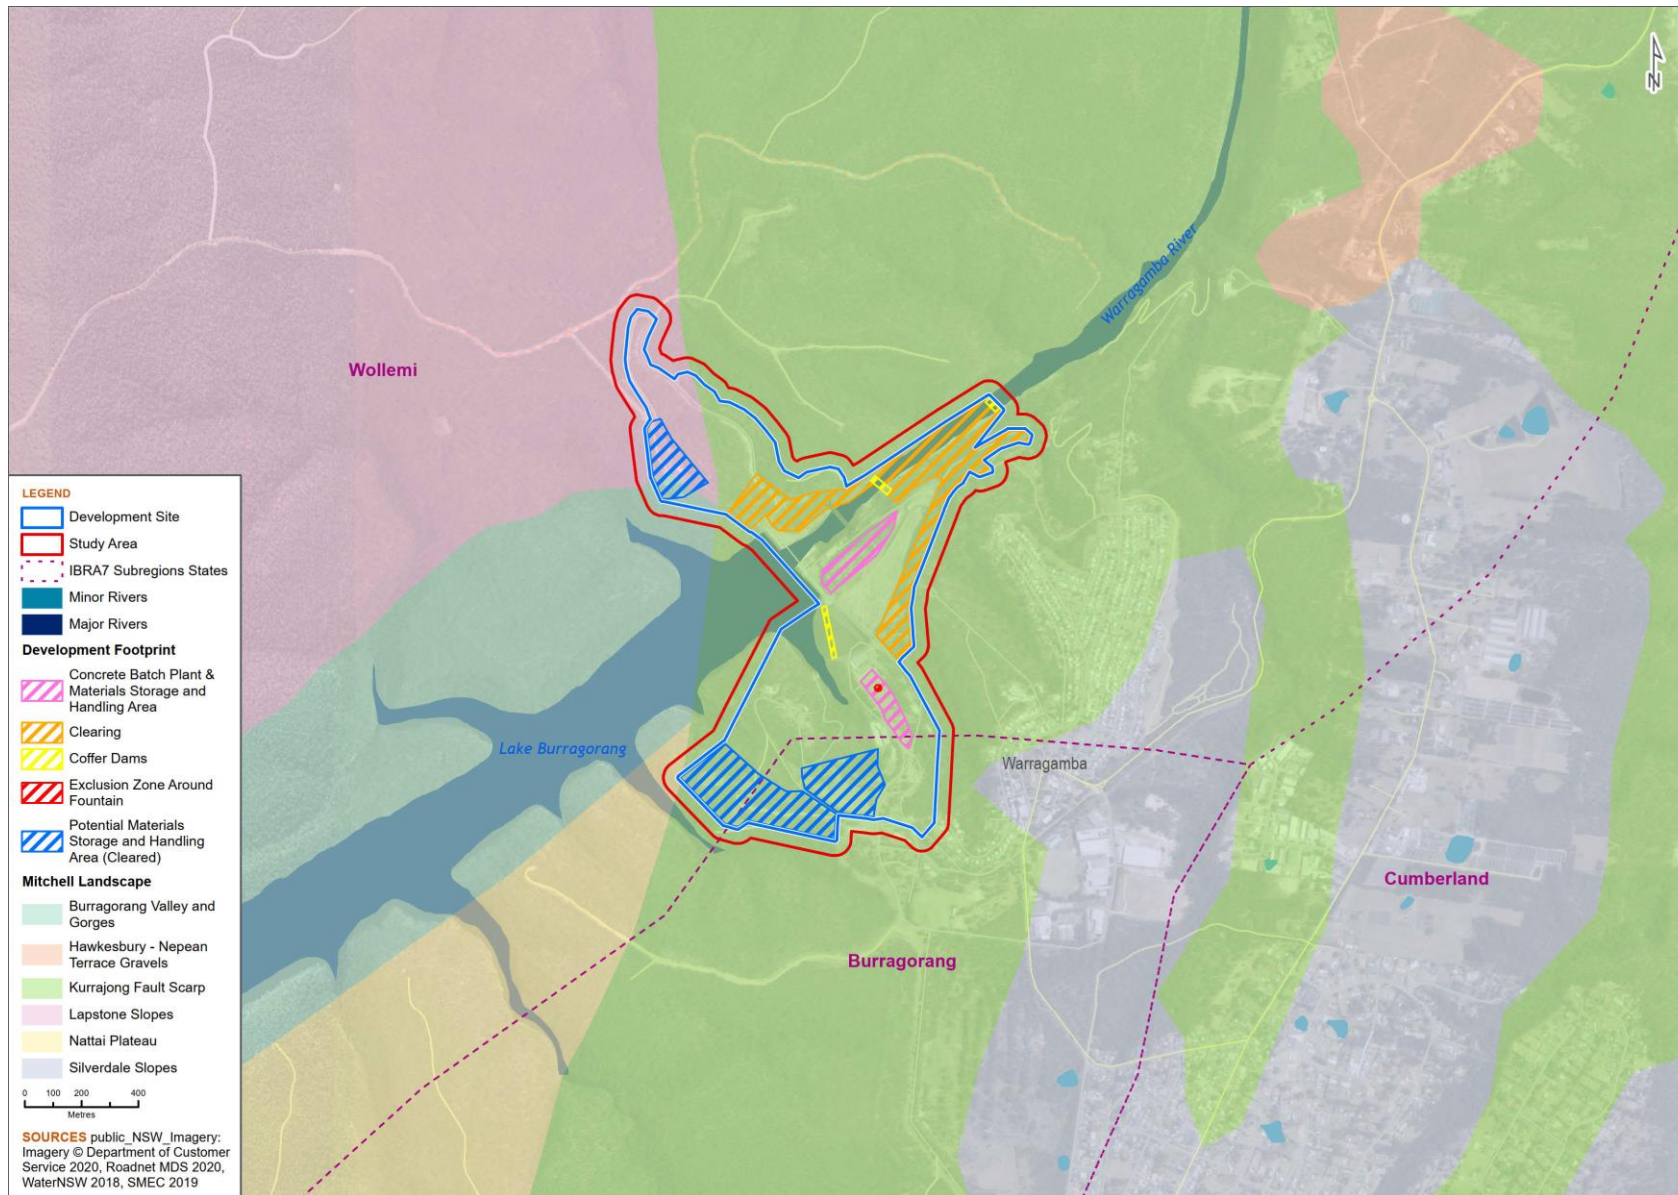 N
Warragamba River
Wollemi
Lake Burragorang
Warragamba
Cumberland
Burragorang
LEGEND
Development Site
Study Area
IBRA7 Subregions States
Minor Rivers
Major Rivers
Development Footprint
Concrete Batch Plant &
Materials Storage and
Handling Area
Clearing
Coffer Dams
Exclusion Zone Around
Fountain
Potential Materials
Storage and Handling
Area (Cleared)
Mitchell Landscape
Burragorang Valley and
Gorges
Hawkesbury - Nepean
Terrace Gravels
Kurrajong Fault Scarp
Lapstone Slopes
Nattai Plateau
Silverdale Slopes
0 100 200 400
Metres
SOURCES public_NSW_Imagery:
Imagery © Department of Customer
Service 2020, Roadnet MDS 2020,
WaterNSW 2018, SMEC 2019